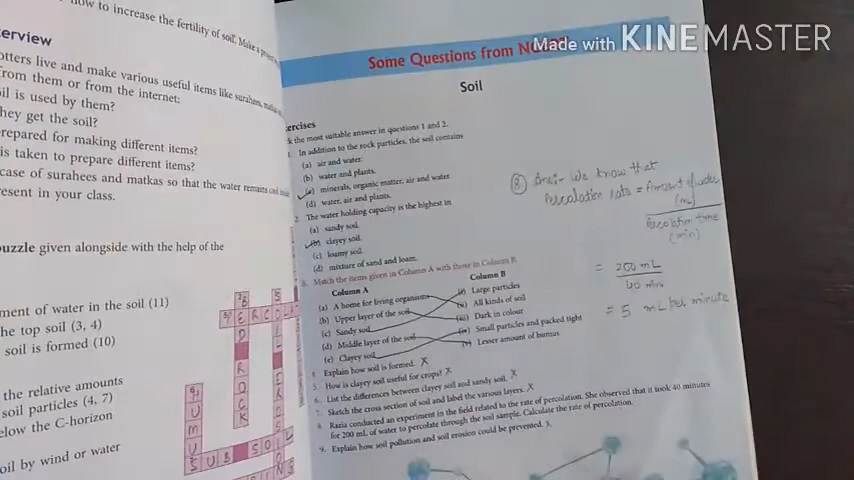 how to increase the fertility of soil. Make a
erview
otters live and make various useful items like surahees, matkas
from them or from the internet:
oil is used by them?
hey get the soil?
repared for making different items?
is taken to prepare different items?
case of surahees and matkas so that the water remains cool
resent in your class.
puzzle given alongside with the help of the
ment of water in the soil (11)
he top soil (3, 4)
soil is formed (10)
the relative amounts
soil particles (4, 7)
elow the C-horizon
oil by wind or water
B E D R O C K
H U M U S
SUB SOIL
Made with KINEMASTER
Some Questions from
Soil
ercises
k the most suitable answer in questions 1 and 2.
1. In addition to the rock particles, the soil contains
(a) air and water.
(b) water and plants.
(c) minerals, organic matter, air and water
(d) water, air and plants.
2. The water holding capacity is the highest in
(a) sandy soil.
(b) clayey soil.
(c) loamy soil.
(d) mixture of sand and loam.
3. Match the items given in Column A with those in Column B.
Column A Column B
(a) A home for living organisms (i) Large particles
(b) Upper layer of the soil (ii) All kinds of soil
(c) Sandy soil (iii) Dark in colour
(d) Middle layer of the soil (iv) Small particles and packed tight
(e) Clayey soil (v) Lesser amount of humus
4. Explain how soil is formed. X
5. How is clayey soil useful for crops? X
6. List the differences between clayey soil and sandy soil. X
7. Sketch the cross section of soil and label the various layers. X
8. Razia conducted an experiment in the field related to the rate of percolation. She observed that it took 40 minutes
for 200 mL of water to percolate through the soil sample. Calculate the rate of percolation.
9. Explain how soil pollution and soil erosion could be prevented. X
⑧ Ans:- We know that
Percolation rate = Amount of water
(mL)
Percolation time
(min)
= 200 mL
40 min
= 5 mL per minute